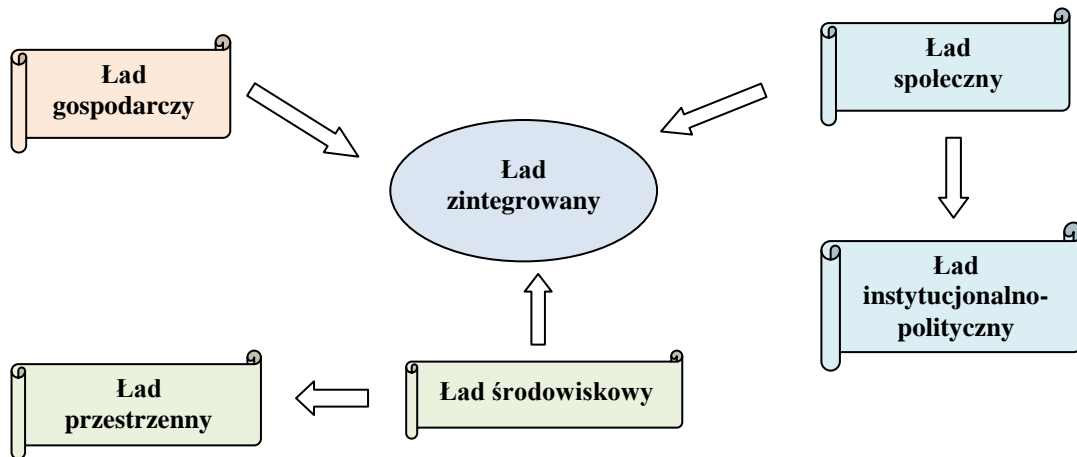 Ład
gospodarczy
Ład
społeczny
Ład
zintegrowany
Ład
instytucjonalno-
polityczny
Ład
przestrzenny
Ład środowiskowy